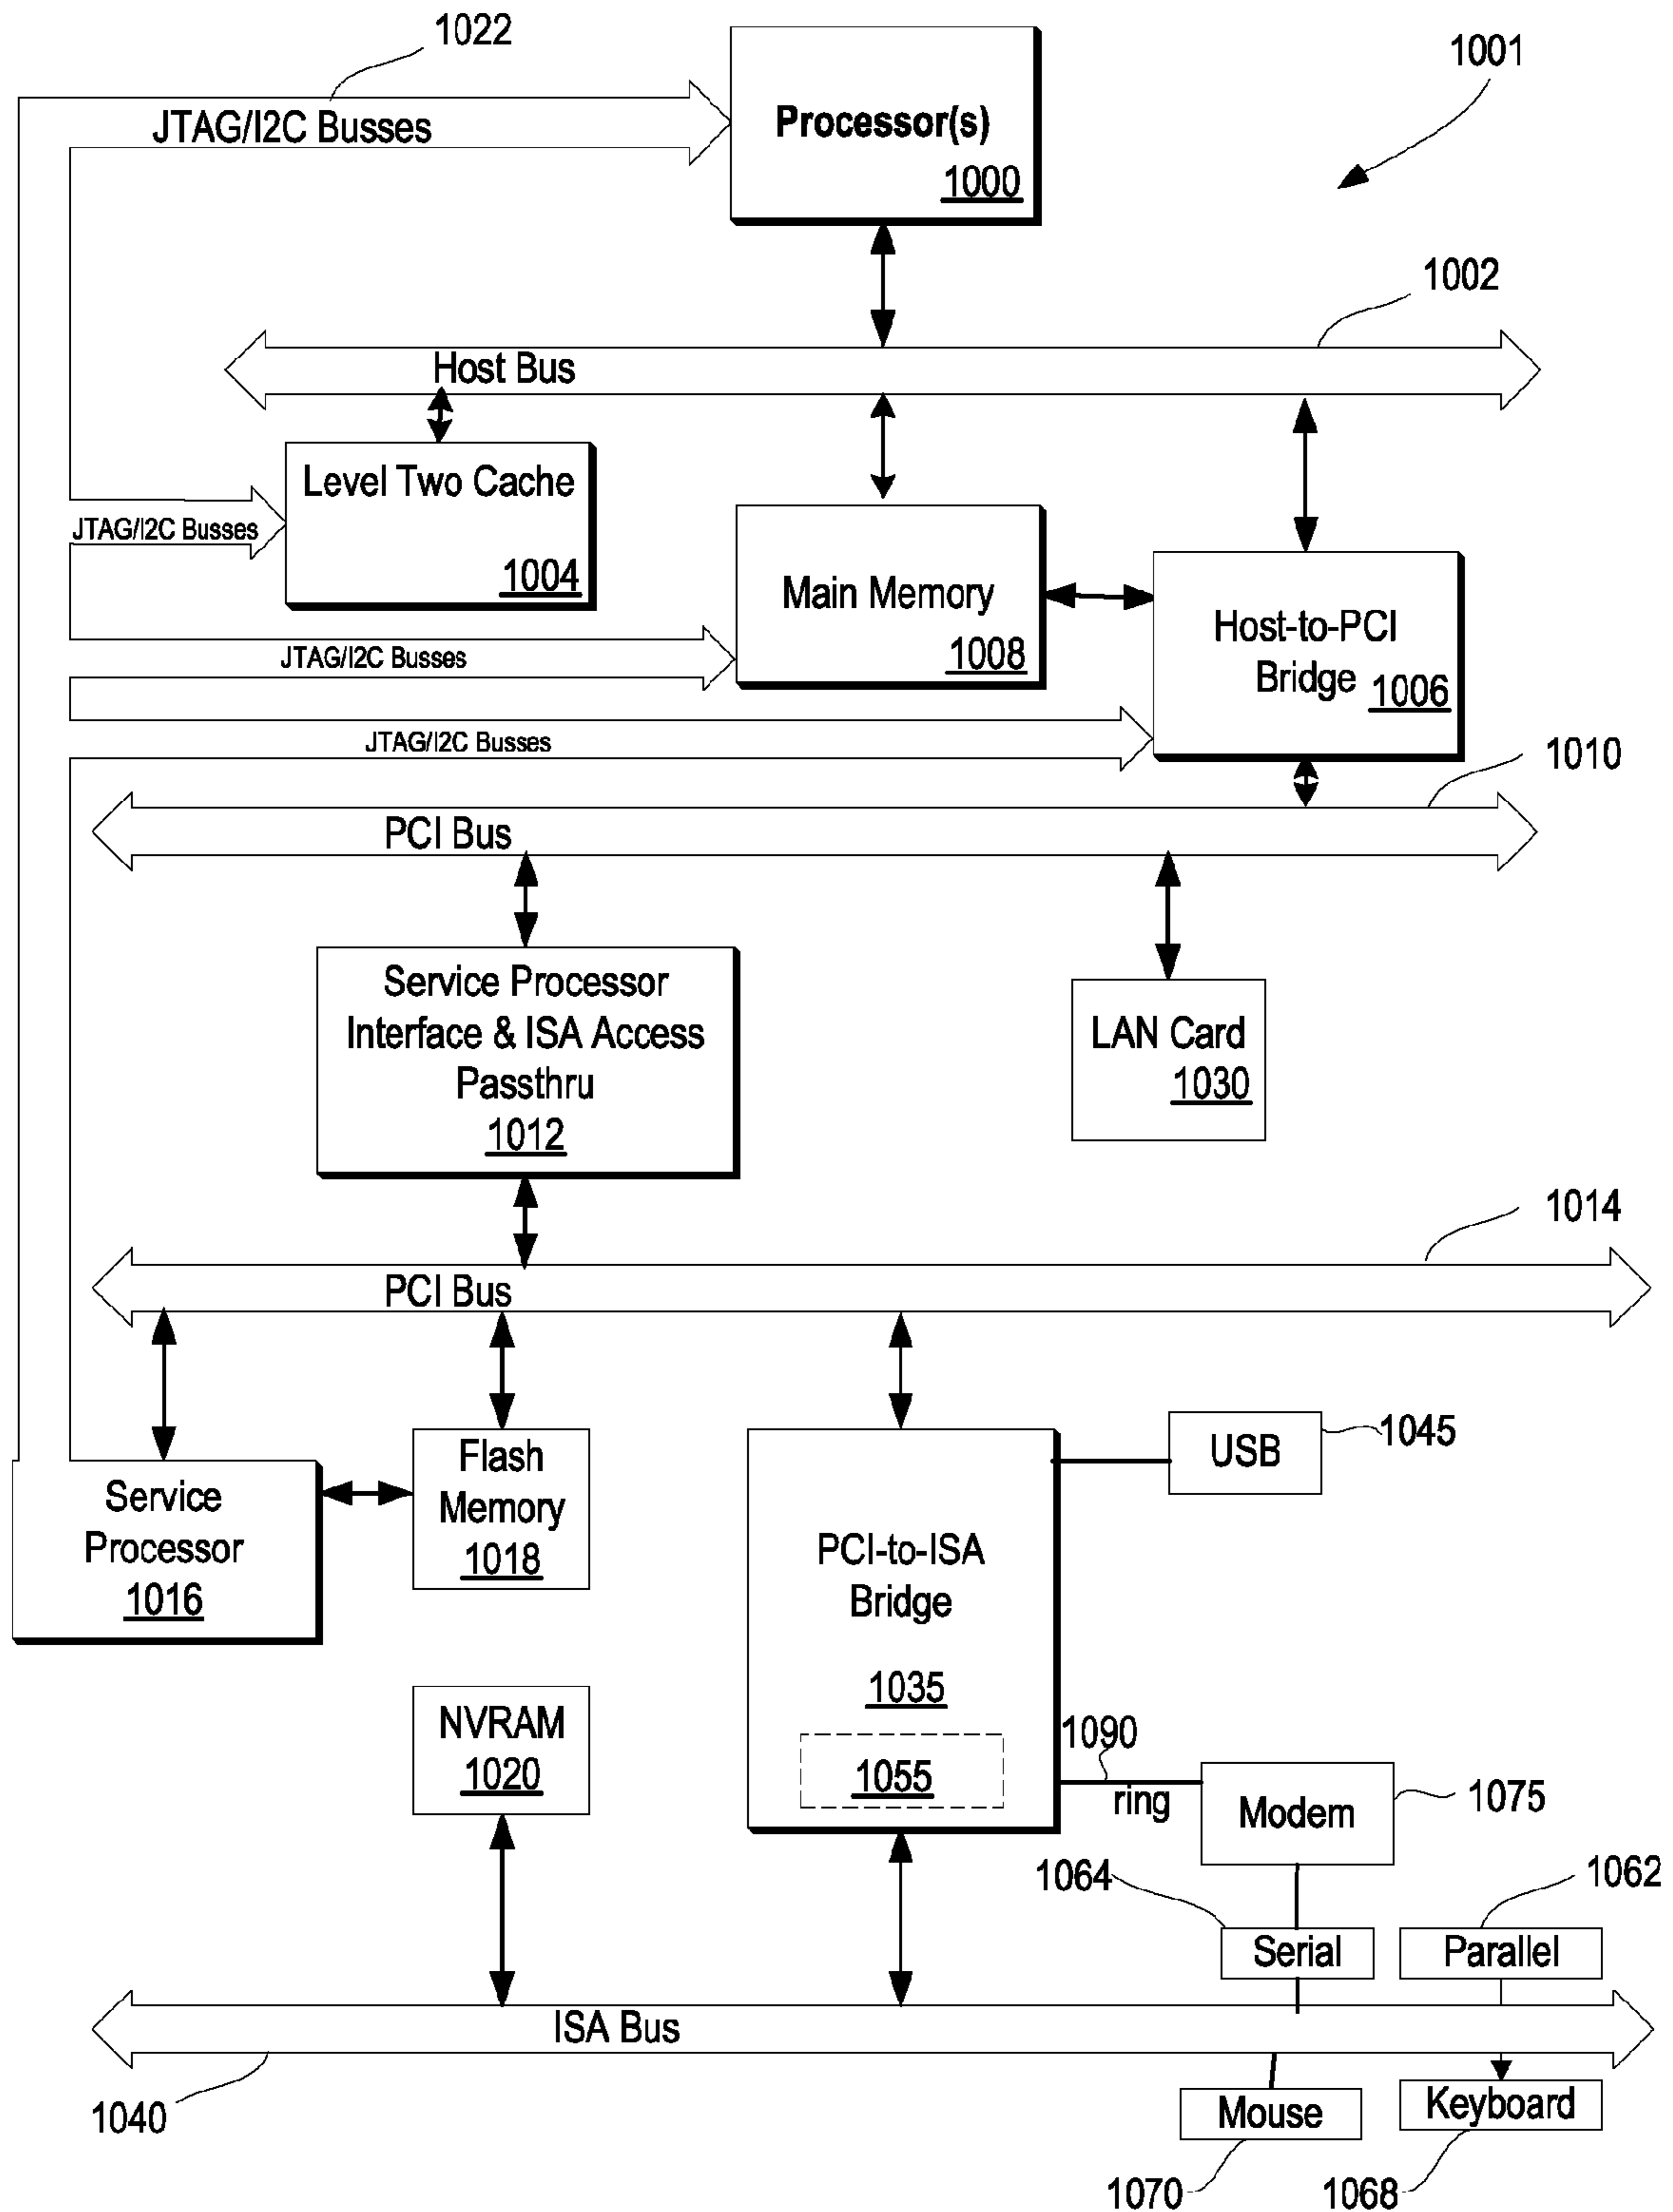 1022
1001
JTAG/I2C Busses
Processor(s)
1000
1002
Host Bus
Level Two Cache
1004
JTAG/I2C Busses
Main Memory
1008
Host-to-PCI
Bridge 1006
JTAG/I2C Busses
JTAG/I2C Busses
1010
PCI Bus
Service Processor
Interface & ISA Access
Passthru
1012
LAN Card
1030
1014
PCI Bus
Service
Processor
1016
Flash
Memory
1018
PCI-to-ISA
Bridge
1035
1055
USB
1045
NVRAM
1020
1090
ring
Modem
1075
1064
1062
Serial
Parallel
ISA Bus
1040
Mouse
Keyboard
1070
1068